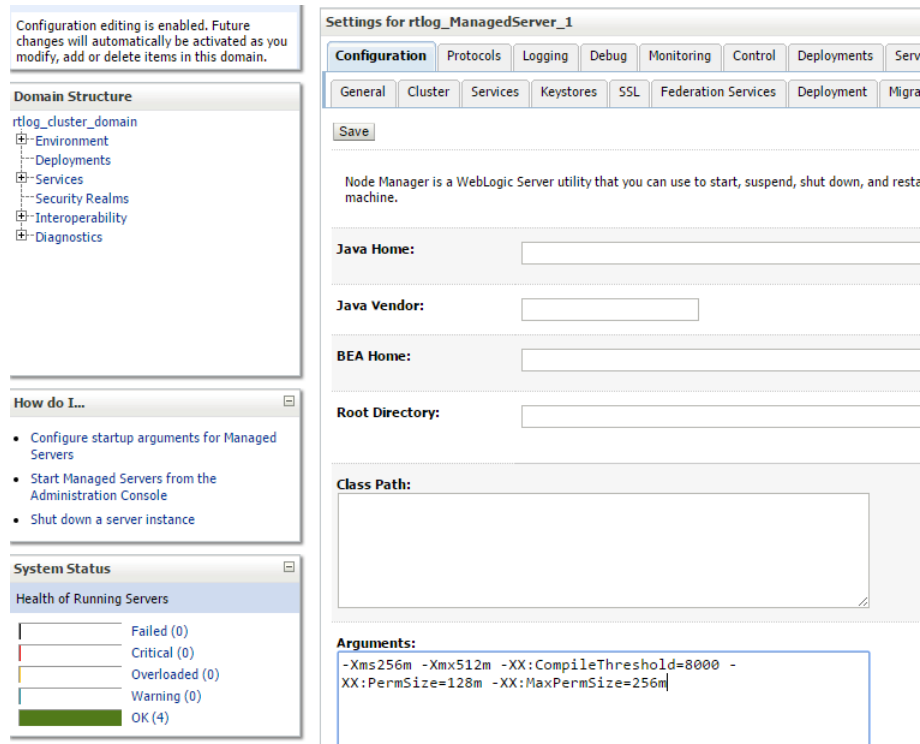 Configuration editing is enabled. Future
changes will automatically be activated as you
modify, add or delete items in this domain.
Domain Structure
rtlog_cluster_domain
Environment
Deployments
Services
Security Realms
Interoperability
Diagnostics
How do I...
Configure startup arguments for Managed
Servers
Start Managed Servers from the
Administration Console
Shut down a server instance
System Status
Health of Running Servers
Failed (0)
Critical (0)
Overloaded (0)
Warning (0)
OK (4)
Settings for rtlog_ManagedServer_1
Configuration Protocols Logging Debug Monitoring Control Deployments Serv
General Cluster Services Keystores SSL Federation Services Deployment Migra
Save
Node Manager is a WebLogic Server utility that you can use to start, suspend, shut down, and resta
machine.
Java Home:
Java Vendor:
BEA Home:
Root Directory:
Class Path:
Arguments:
-Xms256m -Xmx512m -XX:CompileThreshold=8000 -
XX:PermSize=128m -XX:MaxPermSize=256m